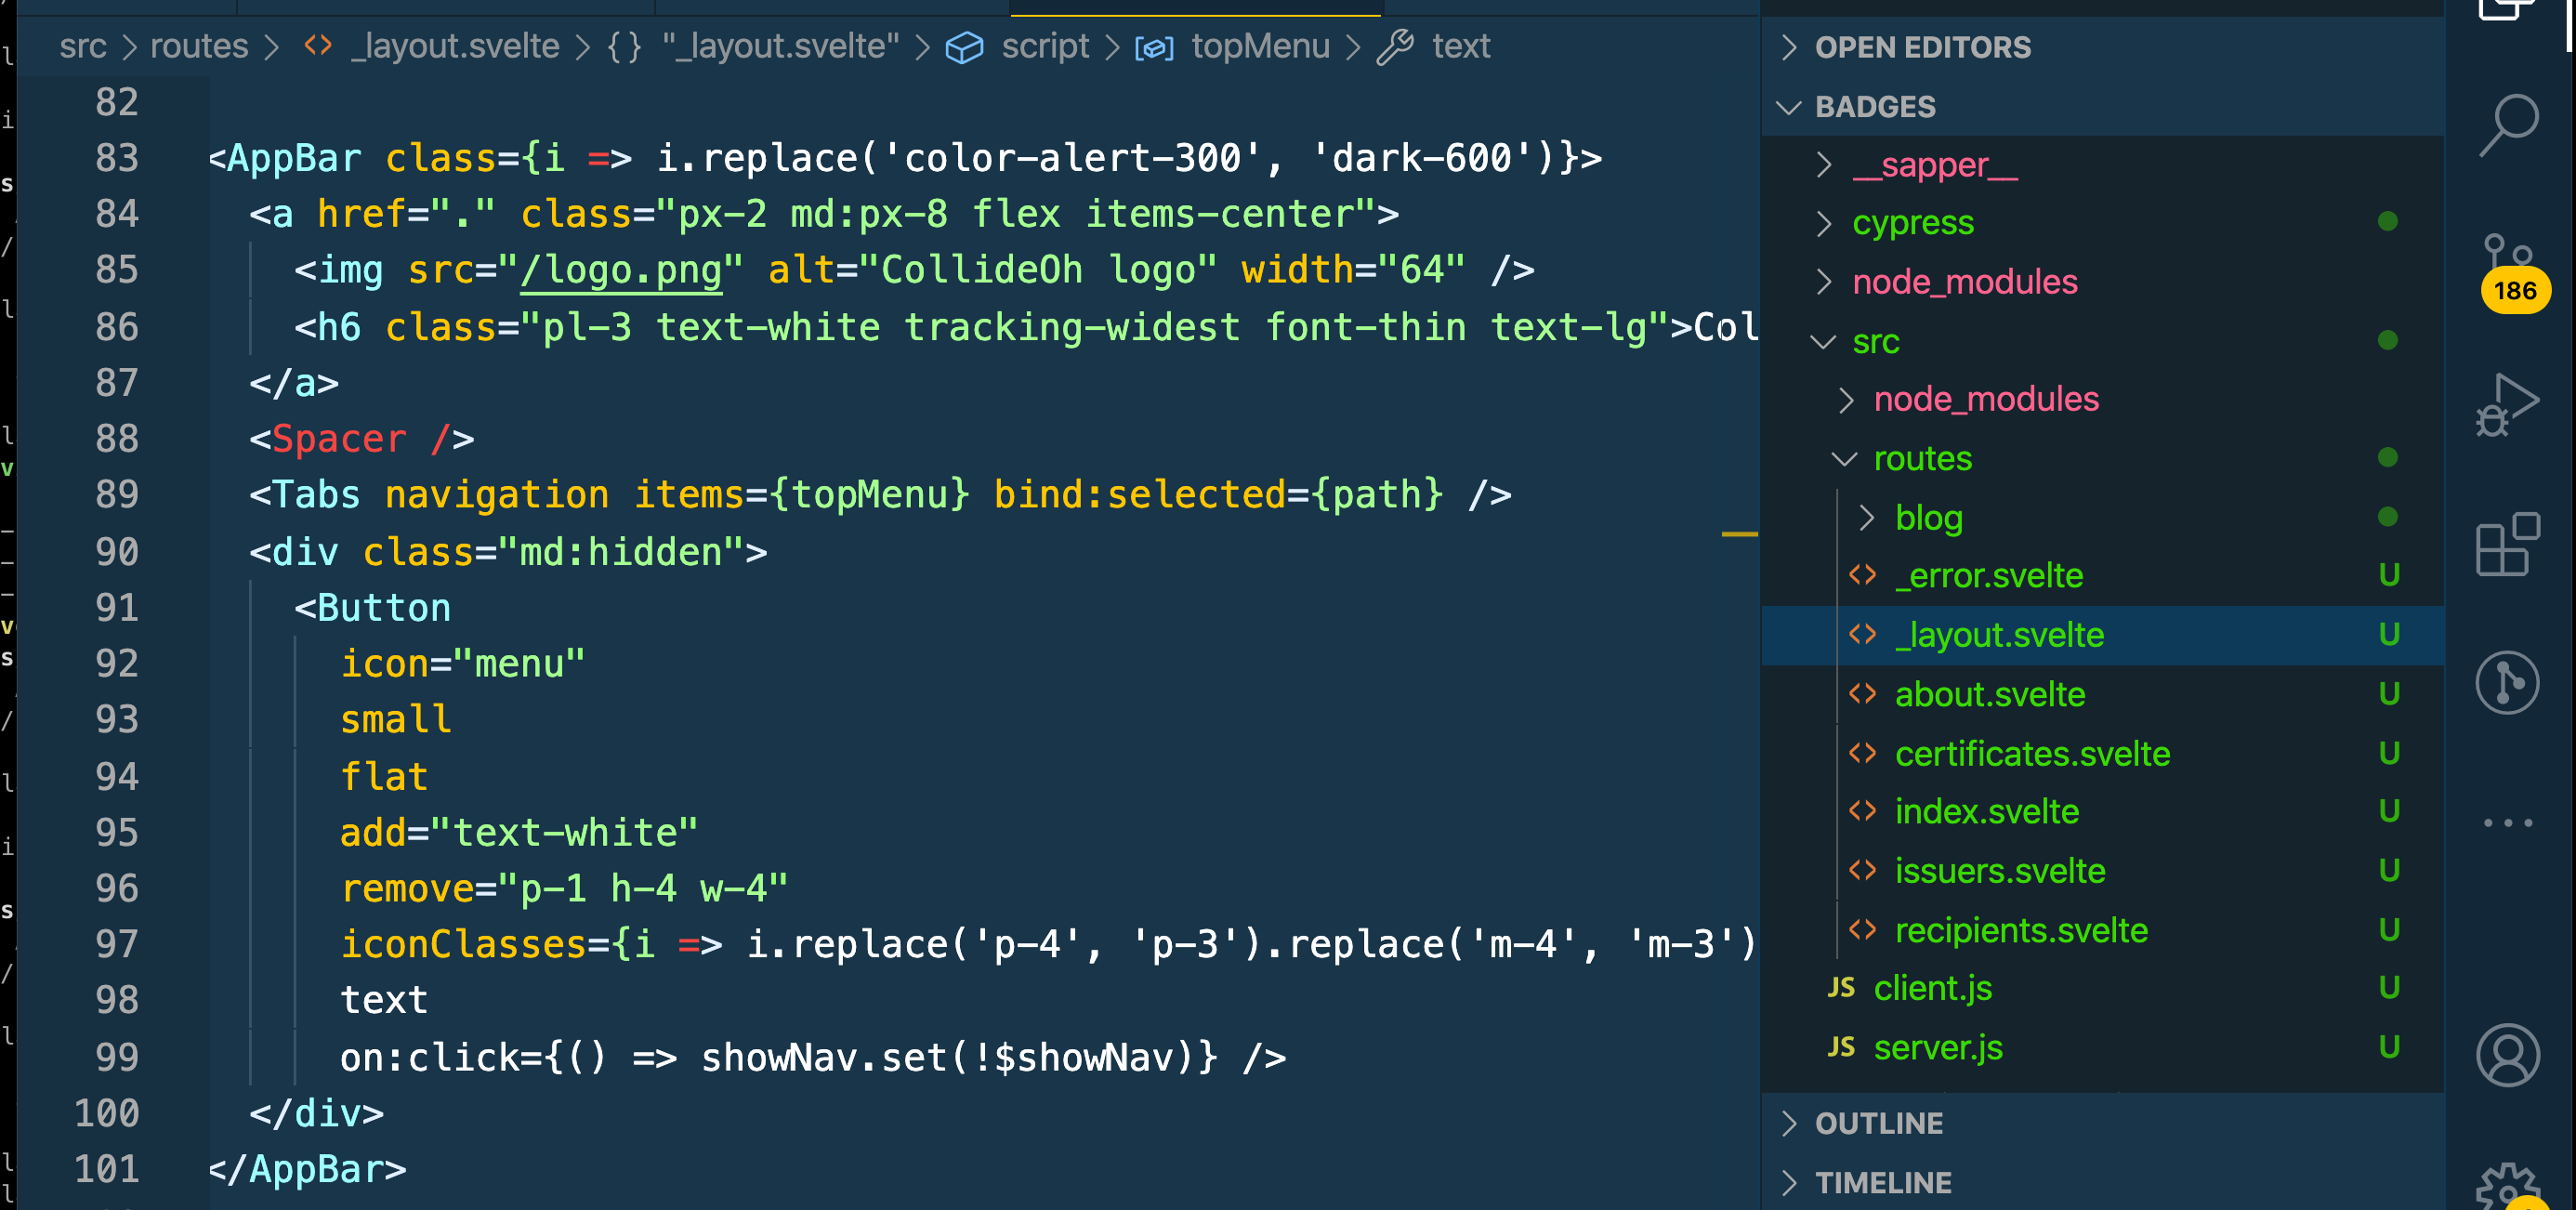 src > routes > <> _layout.svelte > {} "_layout.svelte" > script > topMenu > text
82
83 <AppBar class={i => i.replace('color-alert-300', 'dark-600')}>
84 <a href="." class="px-2 md:px-8 flex items-center">
85 <img src="/logo.png" alt="CollideOh logo" width="64" />
86 <h6 class="pl-3 text-white tracking-widest font-thin text-lg">Col
87 </a>
88 <Spacer />
89 <Tabs navigation items={topMenu} bind:selected={path} />
90 <div class="md:hidden">
91 <Button
92 icon="menu"
93 small
94 flat
95 add="text-white"
96 remove="p-1 h-4 w-4"
97 iconClasses={i => i.replace('p-4', 'p-3').replace('m-4', 'm-3')
98 text
99 on:click={() => showNav.set(!$showNav)} />
100 </div>
101 </AppBar>
OPEN EDITORS
BADGES
__sapper__
cypress
node_modules
src
node_modules
routes
blog
<> _error.svelte U
<> _layout.svelte U
<> about.svelte U
<> certificates.svelte U
<> index.svelte U
<> issuers.svelte U
<> recipients.svelte U
JS client.js U
JS server.js U
OUTLINE
TIMELINE
186